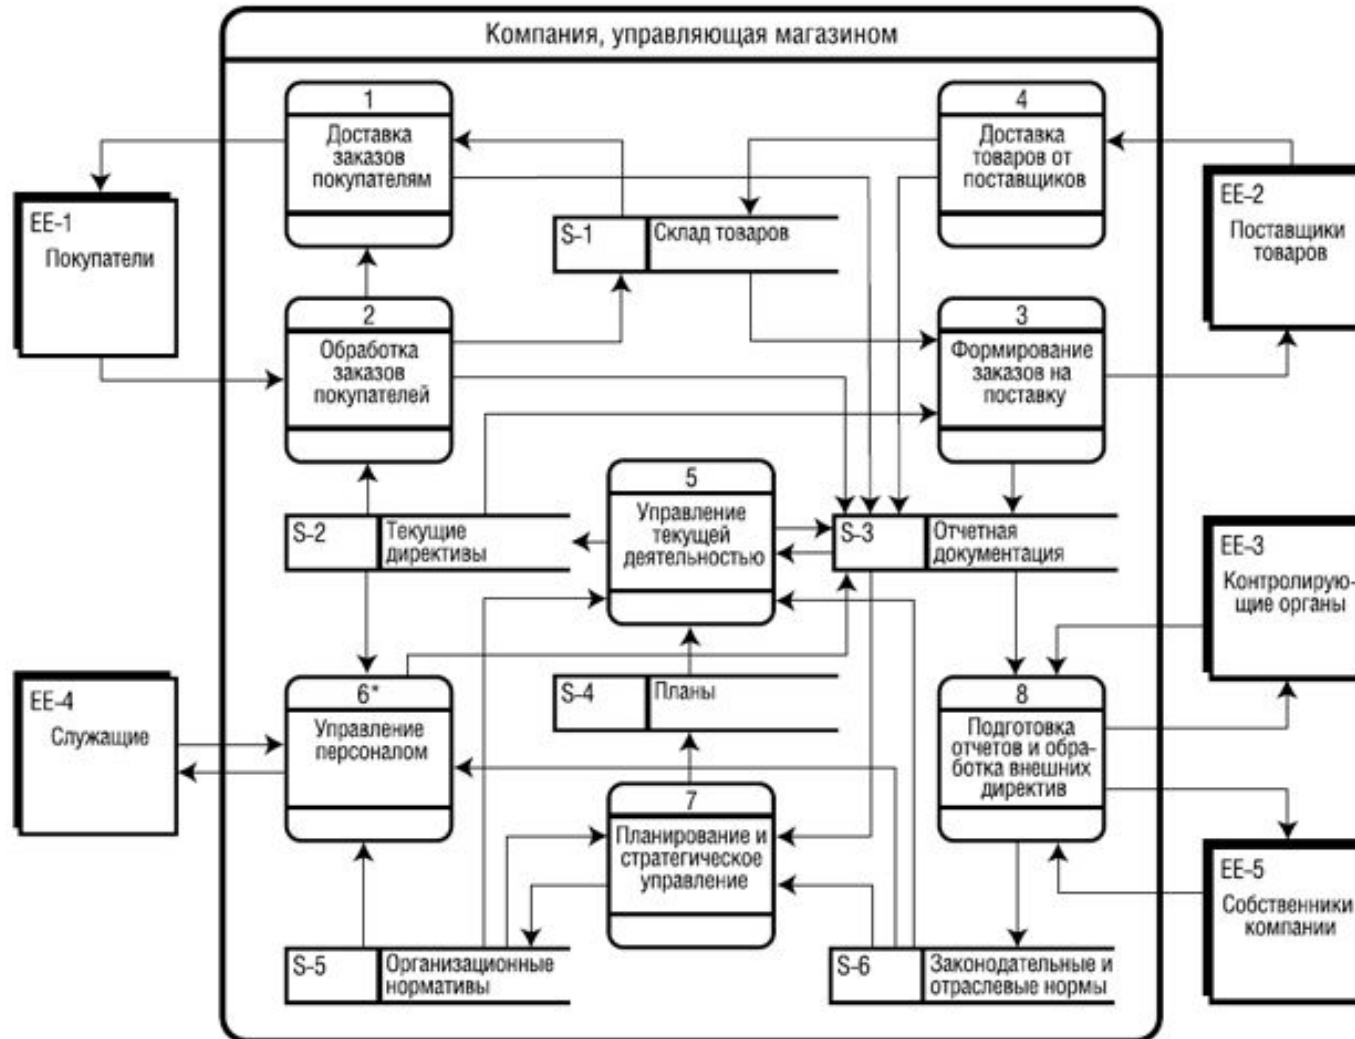 Компания, управляющая магазином
1
Доставка
заказов
покупателям
4
Доставка
товаров от
поставщиков
EE-1
Покупатели
S-1
Склад товаров
EE-2
Поставщики
товаров
2
Обработка
заказов
покупателей
3
Формирование
заказов на
поставку
S-2
Текущие
директивы
5
Управление
текущей
деятельностью
S-3
Отчетная
документация
EE-3
Контролирую-
щие органы
EE-4
Служащие
6*
Управление
персоналом
S-4
Планы
8
Подготовка
отчетов и обра-
ботка внешних
директив
7
Планирование и
стратегическое
управление
EE-5
Собственники
компании
S-5
Организационные
нормативы
S-6
Законодательные и
отраслевые нормы